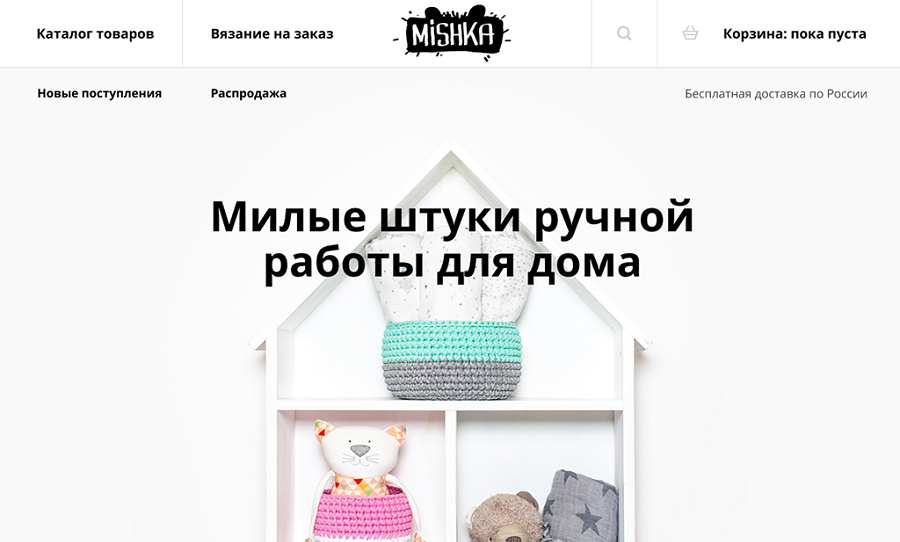 Каталог товаров
Вязание на заказ
MiSHKA
Корзина: пока пуста
Новые поступления
Распродажа
Бесплатная доставка по России
Милые штуки ручной
работы для дома